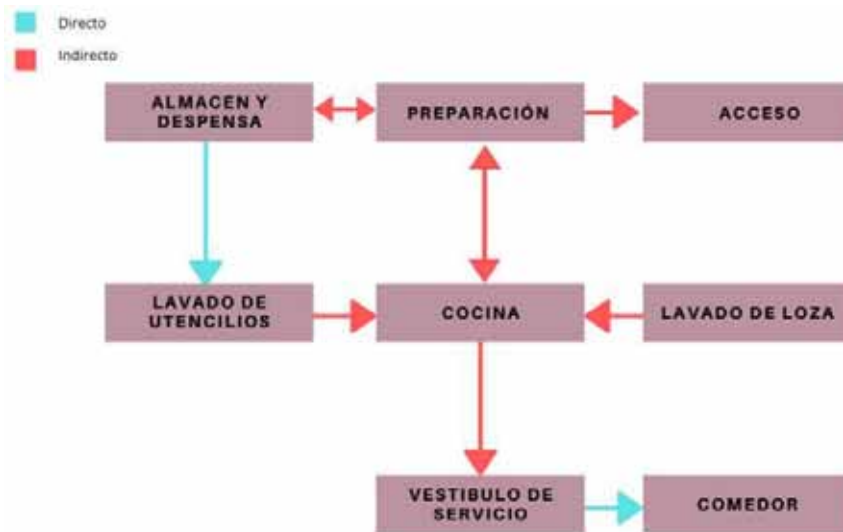 Directo
Indirecto
ALMACEN Y
DESPENSA
PREPARACIÓN
ACCESO
LAVADO DE
UTENCILIOS
COCINA
LAVADO DE LOZA
VESTIBULO DE
SERVICIO
COMEDOR